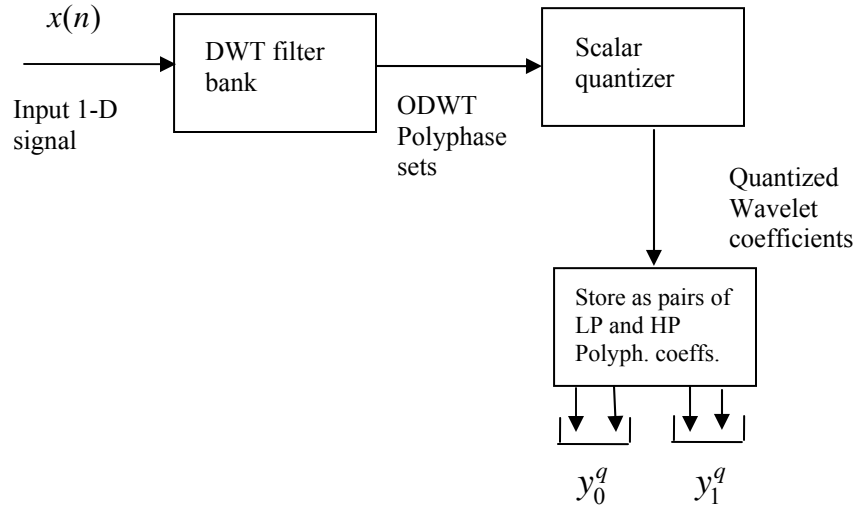 x(n)
DWT filter
bank
Scalar
quantizer
Input 1-D
signal
ODWT
Polyphase
sets
Quantized
Wavelet
coefficients
Store as pairs of
LP and HP
Polyph. coeffs.
y_0^q
y_1^q